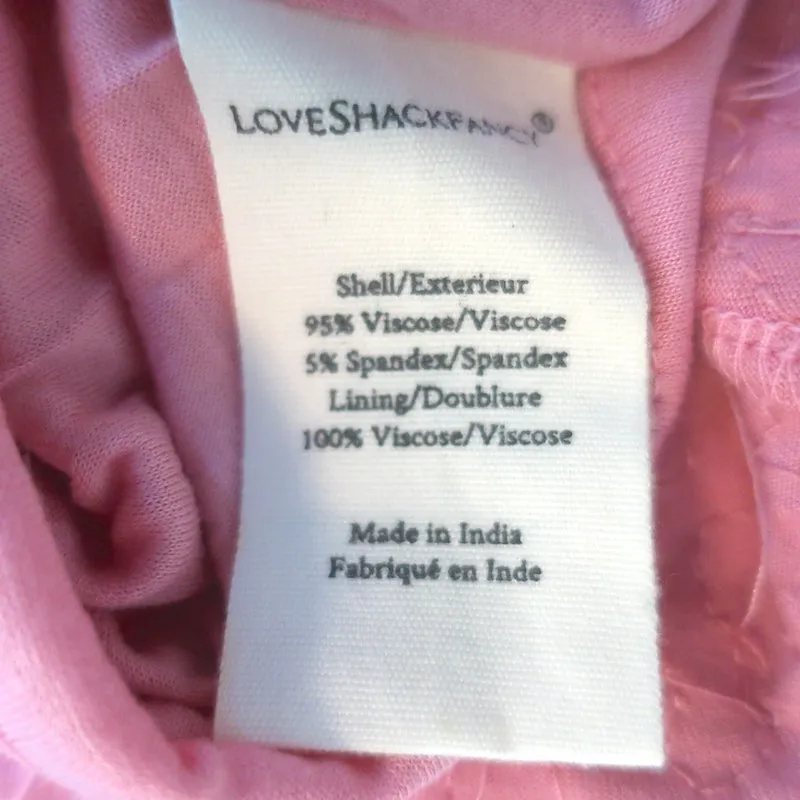 LOVESHACKFANCY®
Shell/Exterieur
95% Viscose/Viscose
5% Spandex/Spandex
Lining/Doublure
100% Viscose/Viscose
Made in India
Fabriqué en Inde